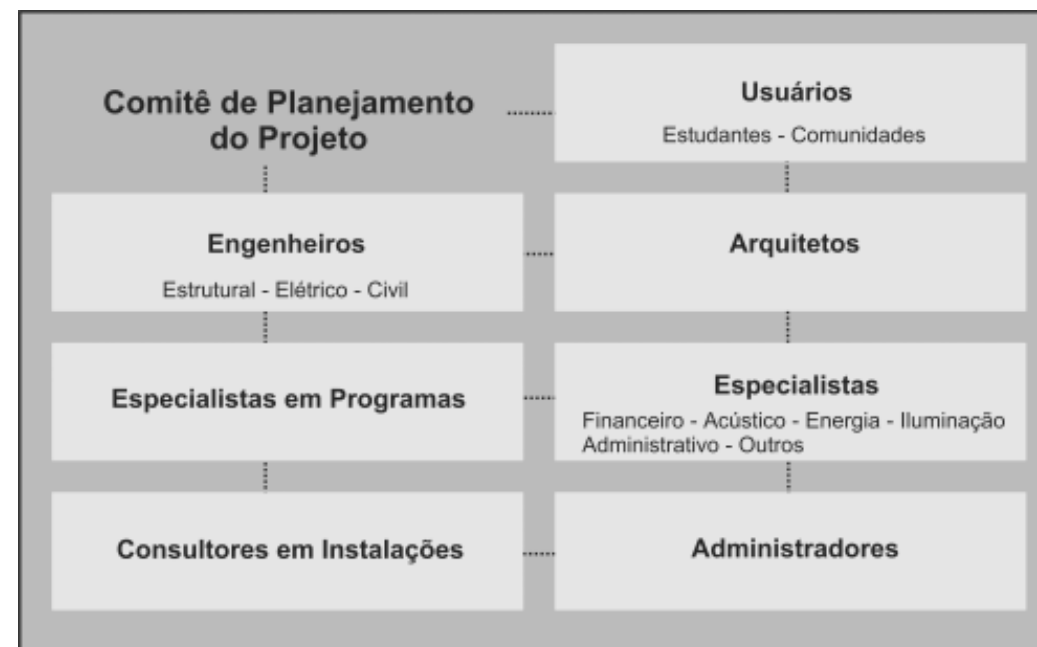 Comitê de Planejamento
do Projeto
Usuários
Estudantes - Comunidades
Engenheiros
Estrutural - Elétrico - Civil
Arquitetos
Especialistas em Programas
Especialistas
Financeiro - Acústico - Energia - Iluminação
Administrativo - Outros
Consultores em Instalações
Administradores